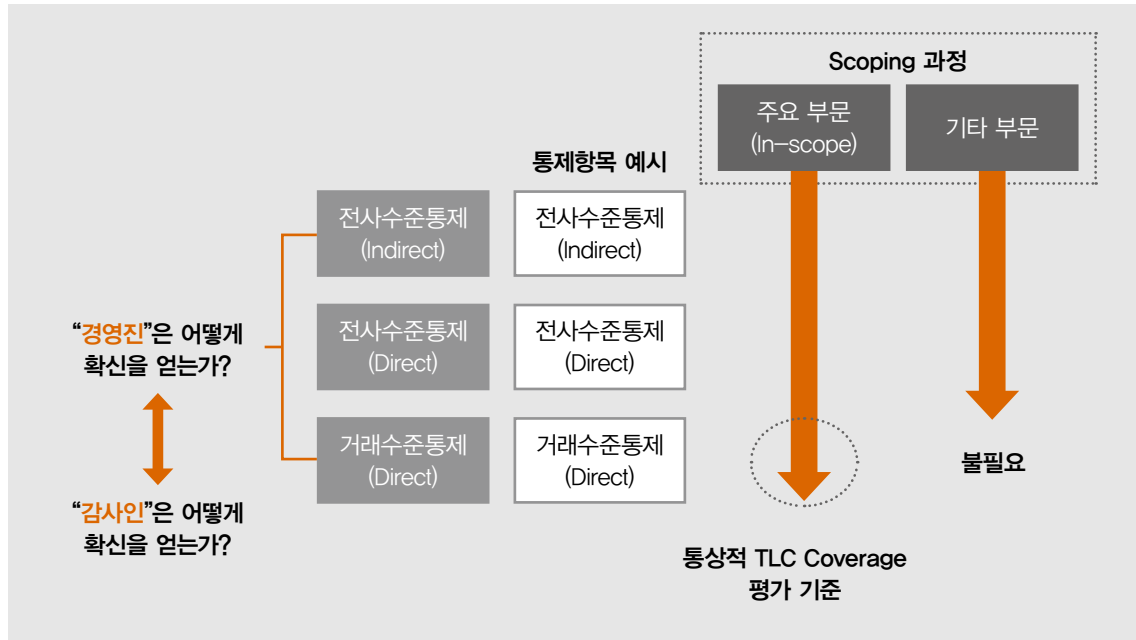 Scoping 과정
주요 부문
(In-scope)
기타 부문
통제항목 예시
전사수준통제
(Indirect)
전사수준통제
(Indirect)
"경영진"은 어떻게
확신을 얻는가?
전사수준통제
(Direct)
전사수준통제
(Direct)
거래수준통제
(Direct)
거래수준통제
(Direct)
불필요
"감사인"은 어떻게
확신을 얻는가?
통상적 TLC Coverage
평가 기준